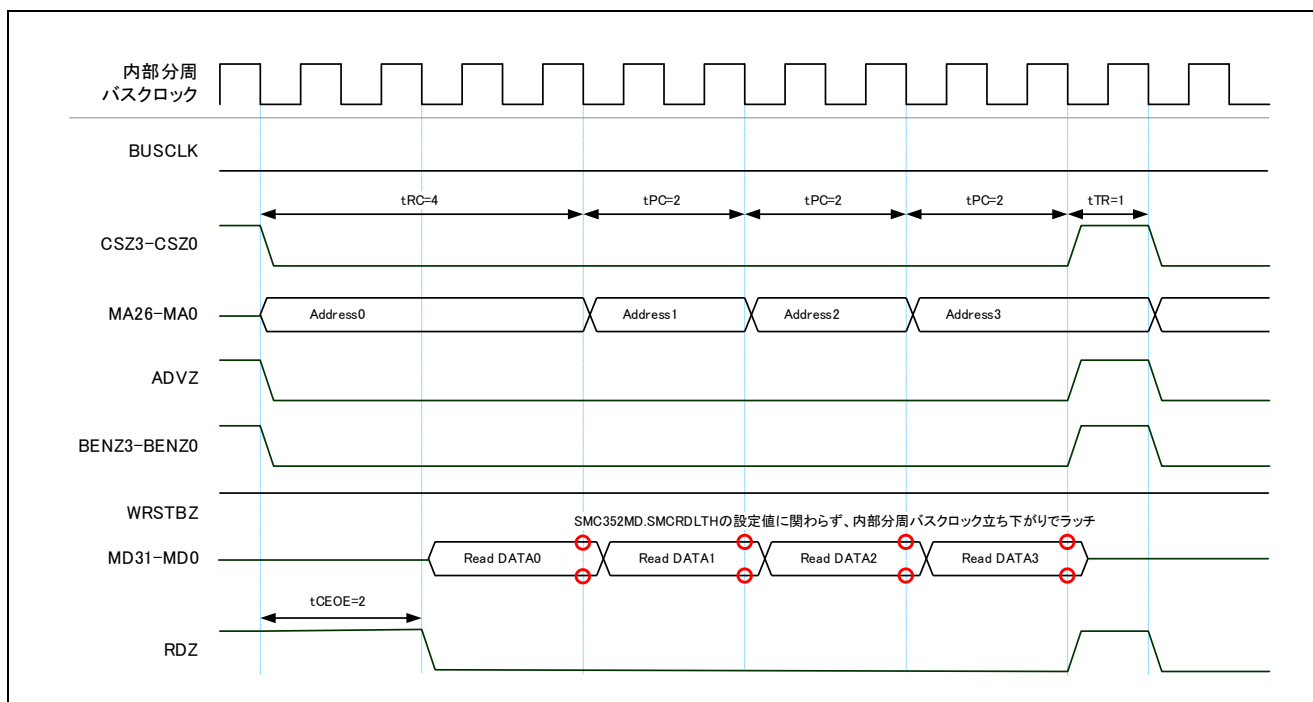 内部分周
バスクロック
BUSCLK
tRC=4 tPC=2 tPC=2 tPC=2 tTR=1
CSZ3-CSZ0
MA26-MA0 Address0 Address1 Address2 Address3
ADVZ
BENZ3-BENZ0
WRSTBZ
SMC352MD.SMCRDLTHの設定値に関わらず、内部分周バスクロック立ち下がりでラッチ
MD31-MD0 Read DATA0 Read DATA1 Read DATA2 Read DATA3
tCEOE=2
RDZ